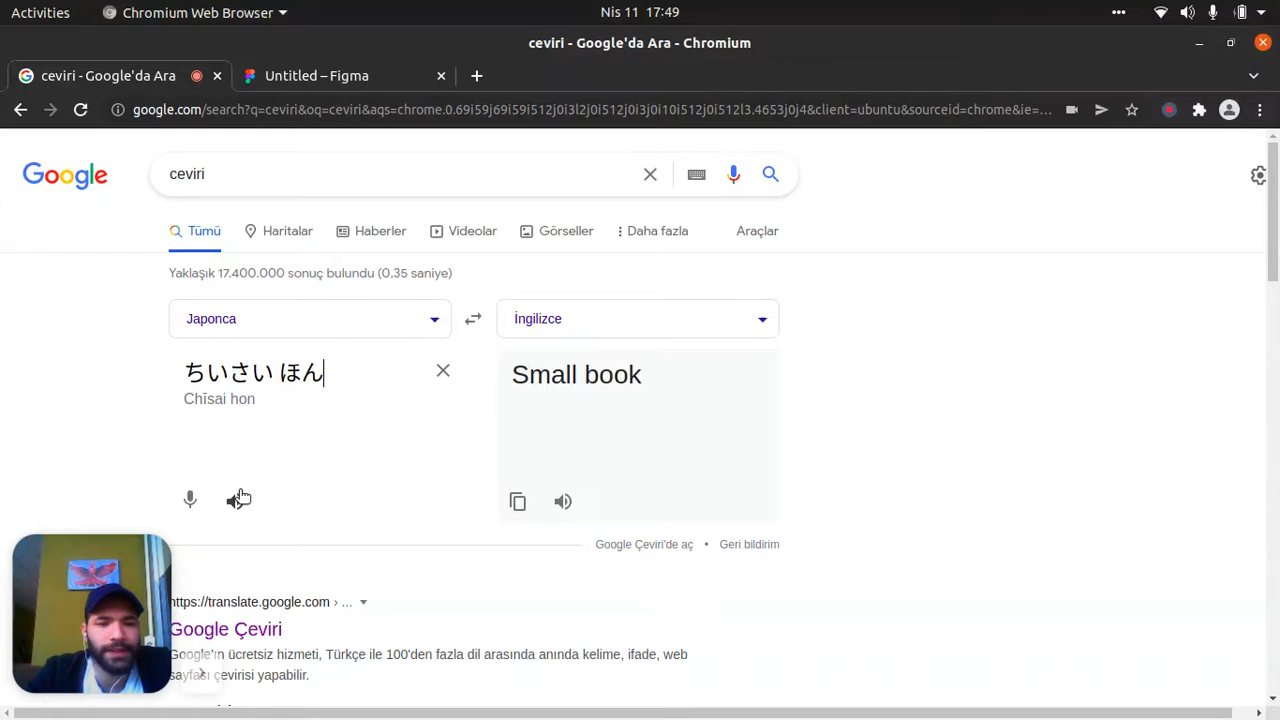 Activities Chromium Web Browser Nis 11 17:49
ceviri - Google'da Ara - Chromium
ceviri - Google'da Ara Untitled – Figma
google.com/search?q=ceviri&oq=ceviri&aqs=chrome.0.69i59j69i59i512j0i3l2j0i512j0i3j0i10i512j0i512l3.4653j0j4&client=ubuntu&sourceid=chrome&ie=...
Google ceviri
Tümü Haritalar Haberler Videolar Görseller Daha fazla Araçlar
Yaklaşık 17.400.000 sonuç bulundu (0,35 saniye)
Japonca İngilizce
ちいさい ほん Small book
Chīsai hon
Google Çeviri'de aç • Geri bildirim
https://translate.google.com › ...
Google Çeviri
Google'ın ücretsiz hizmeti, Türkçe ile 100'den fazla dil arasında anında kelime, ifade, web
sayfası çevirisi yapabilir.